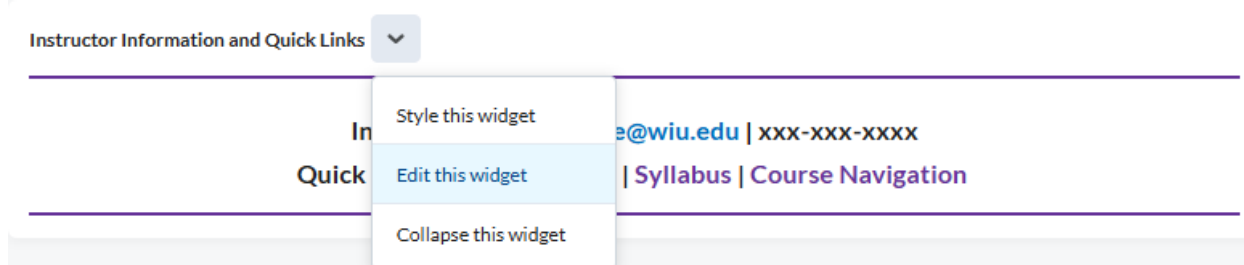 Instructor Information and Quick Links
Style this widget
In e@wiu.edu | xxx-xxx-xxxx
Quick | Syllabus | Course Navigation
Edit this widget
Collapse this widget